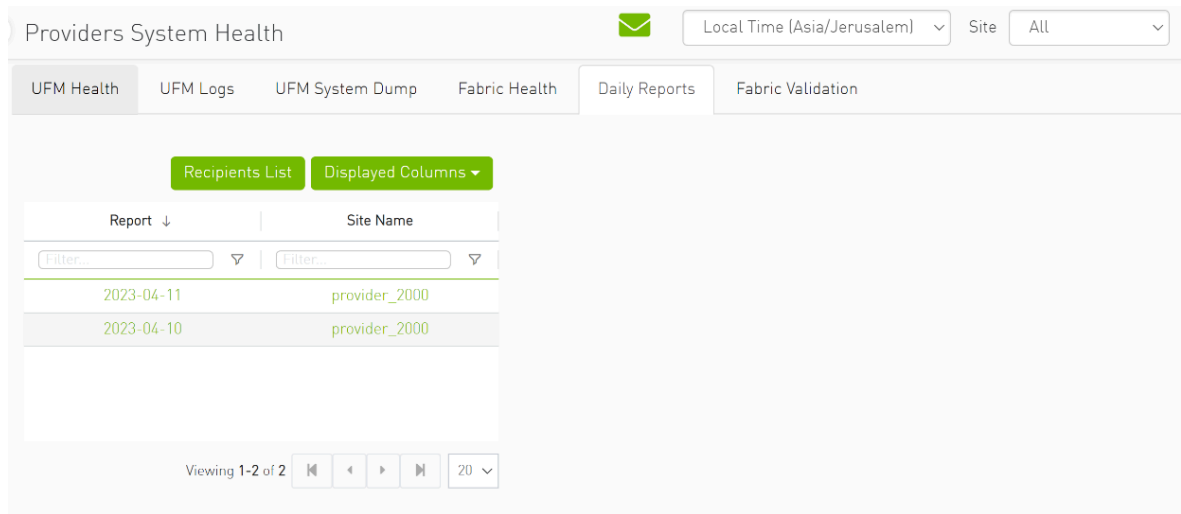 Providers System Health
Local Time (Asia/Jerusalem) Site All
UFM Health UFM Logs UFM System Dump Fabric Health Daily Reports Fabric Validation
Recipients List Displayed Columns
Report ↓ Site Name
Filter... Filter...
2023-04-11 provider_2000
2023-04-10 provider_2000
Viewing 1-2 of 2 20